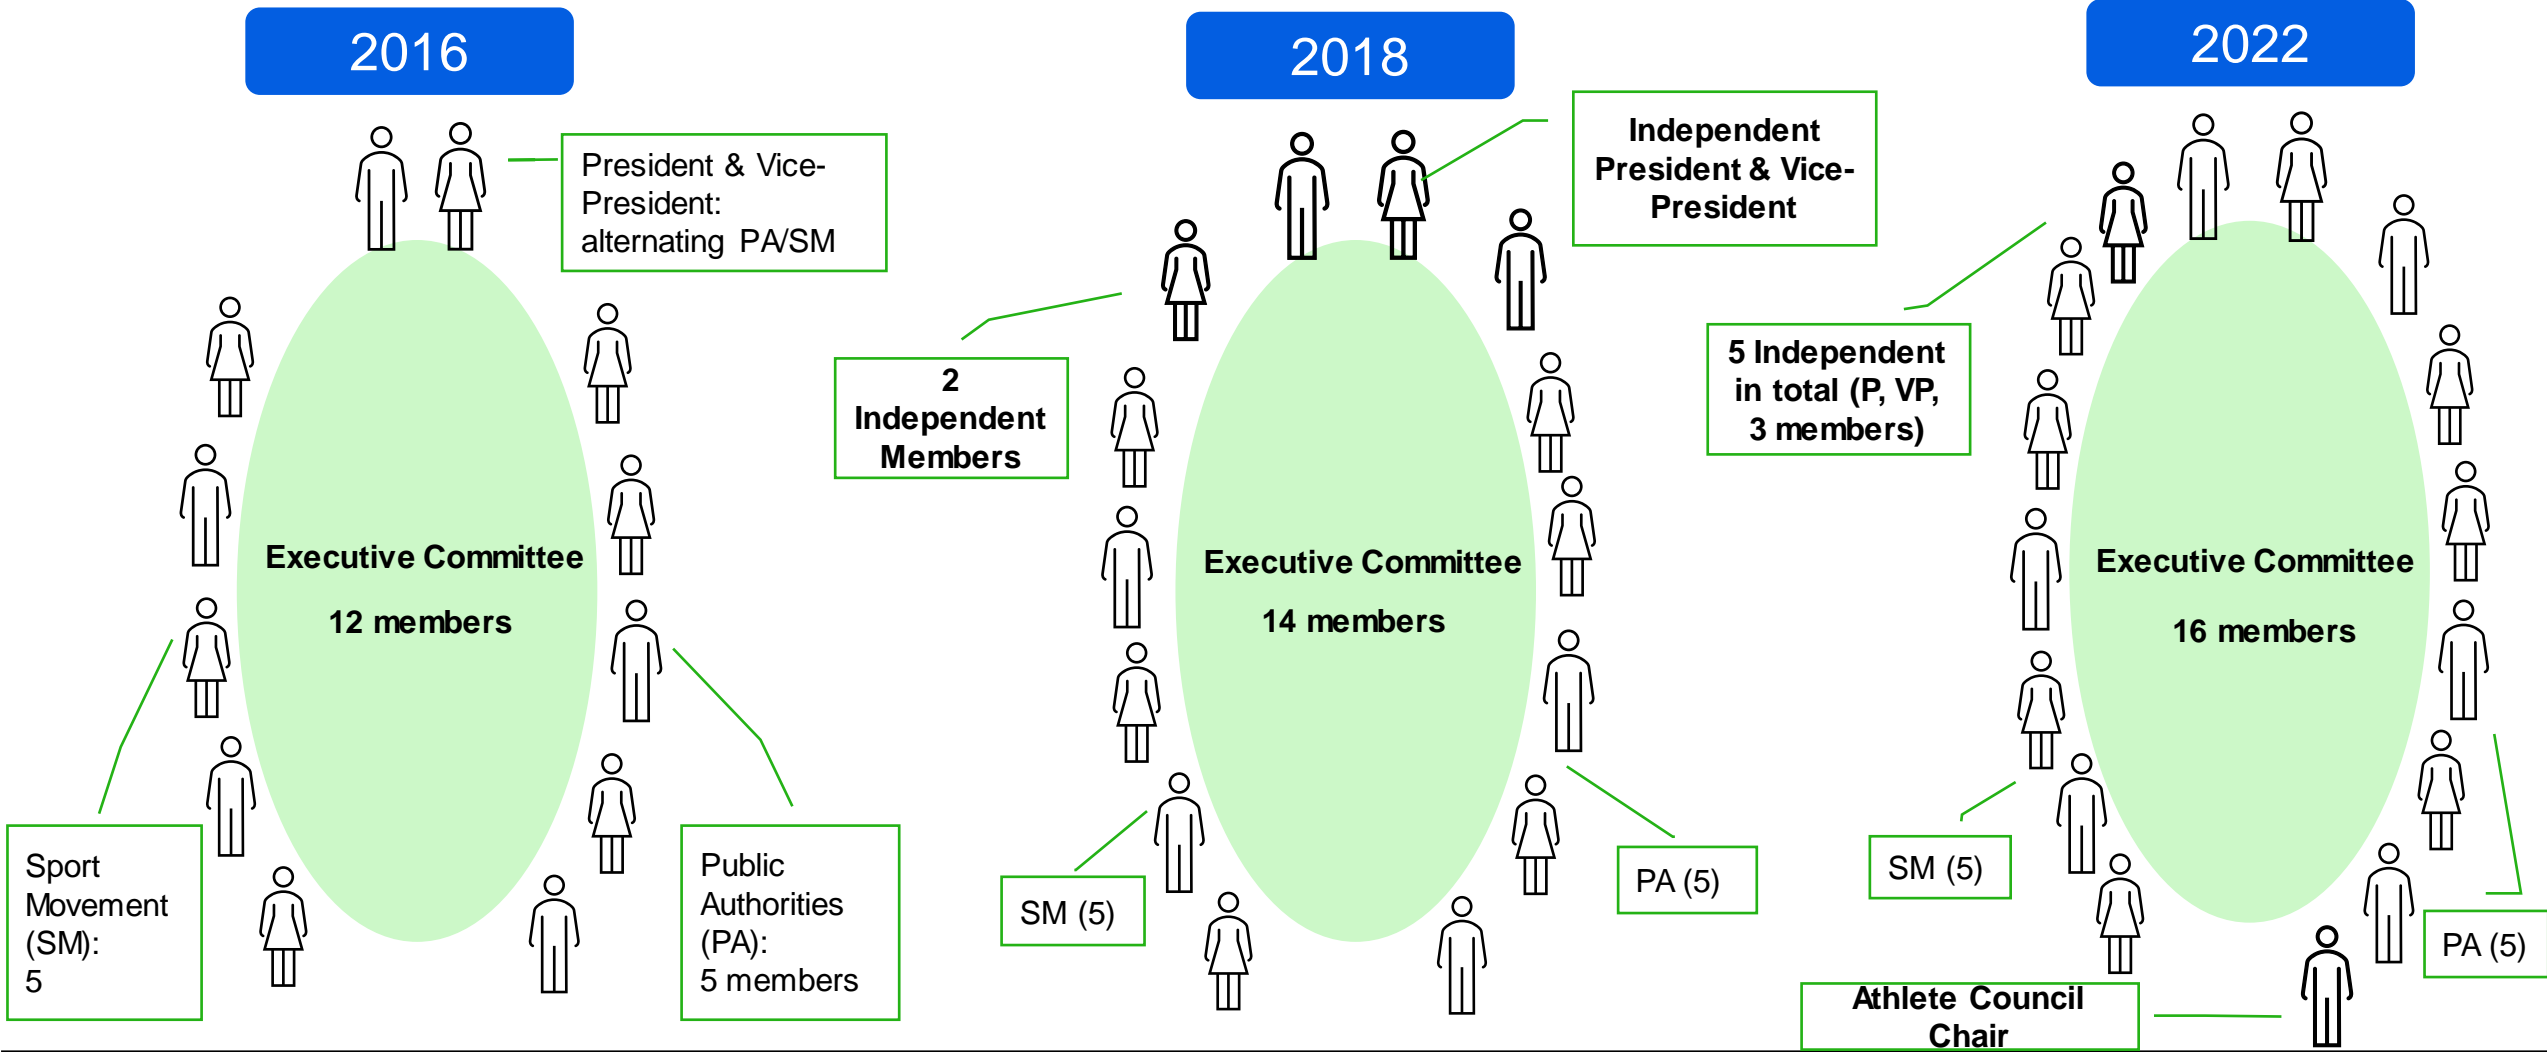 2016
President & Vice-
President:
alternating PA/SM
Executive Committee
12 members
Sport
Movement
(SM):
5
Public
Authorities
(PA):
5 members
2018
Independent
President & Vice-
President
2
Independent
Members
Executive Committee
14 members
SM (5)
PA (5)
2022
5 Independent
in total (P, VP,
3 members)
Executive Committee
16 members
SM (5)
PA (5)
Athlete Council
Chair